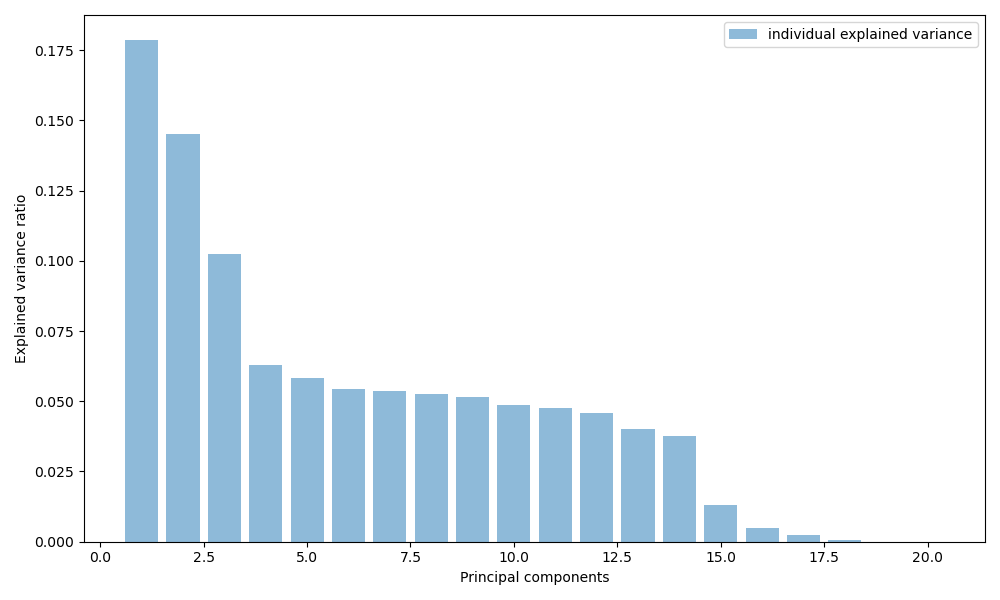 individual explained variance
0.175
0.150
0.125
0.100
0.075
0.050
0.025
0.000
Explained variance ratio
0.0 2.5 5.0 7.5 10.0 12.5 15.0 17.5 20.0
Principal components